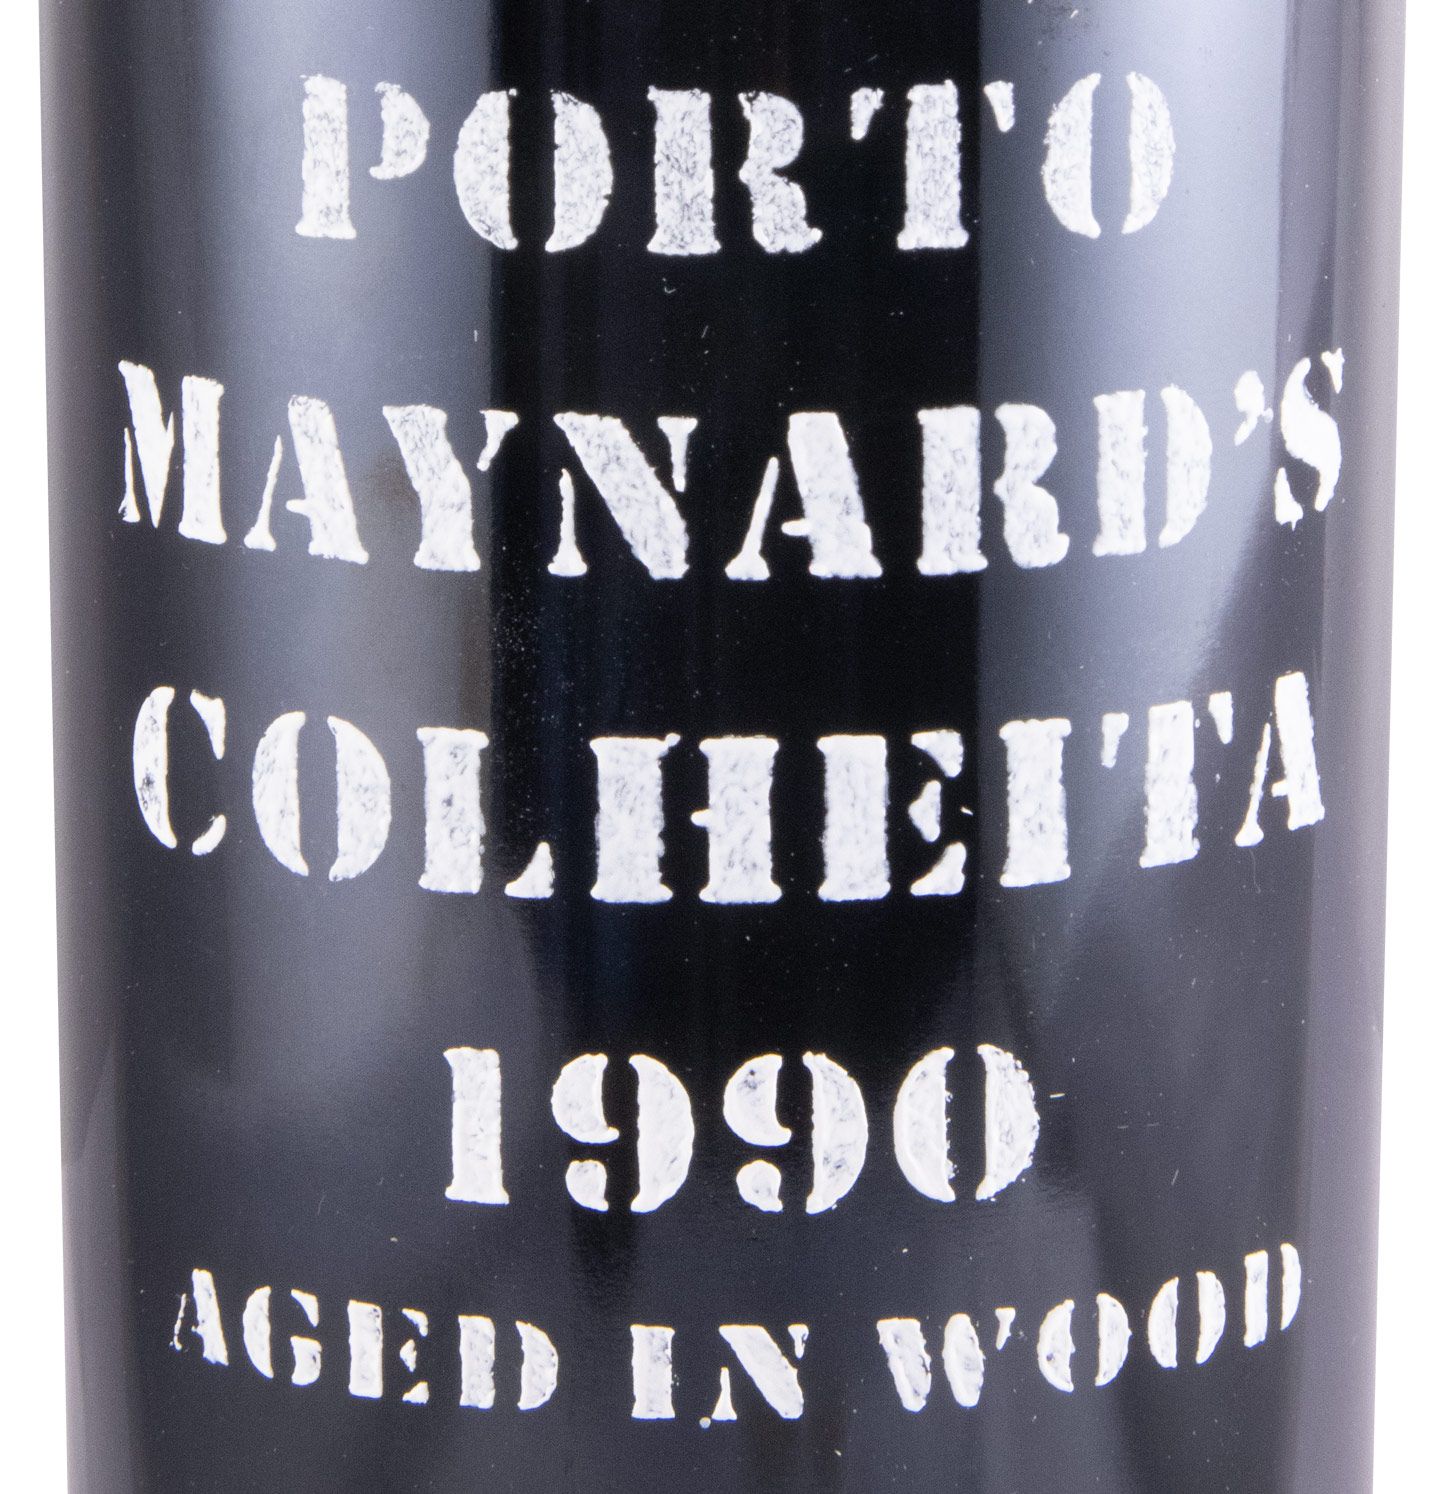 PORTO
MAYNARD'S
COLHEITA
1990
AGED IN WOOD